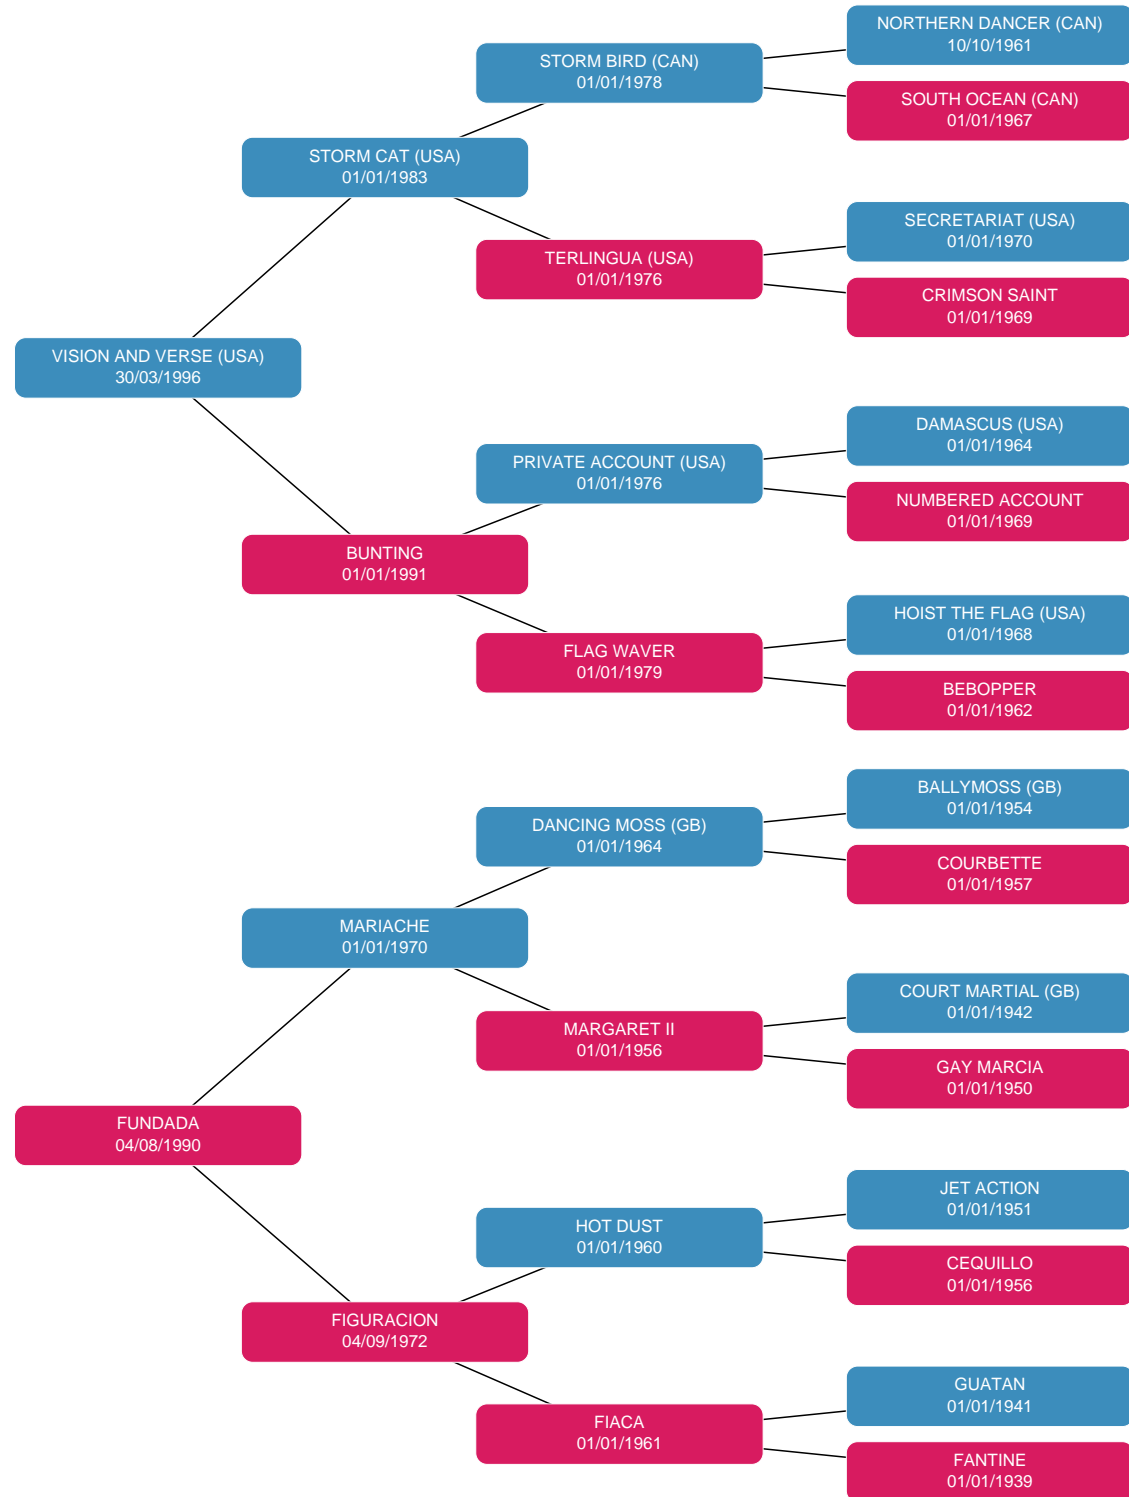 NORTHERN DANCER (CAN)
10/10/1961
STORM BIRD (CAN)
01/01/1978
SOUTH OCEAN (CAN)
01/01/1967
STORM CAT (USA)
01/01/1983
SECRETARIAT (USA)
01/01/1970
TERLINGUA (USA)
01/01/1976
CRIMSON SAINT
01/01/1969
VISION AND VERSE (USA)
30/03/1996
DAMASCUS (USA)
01/01/1964
PRIVATE ACCOUNT (USA)
01/01/1976
NUMBERED ACCOUNT
01/01/1969
BUNTING
01/01/1991
HOIST THE FLAG (USA)
01/01/1968
FLAG WAVER
01/01/1979
BEBOPPER
01/01/1962
BALLYMOSS (GB)
01/01/1954
DANCING MOSS (GB)
01/01/1964
COURBETTE
01/01/1957
MARIACHE
01/01/1970
COURT MARTIAL (GB)
01/01/1942
MARGARET II
01/01/1956
GAY MARCIA
01/01/1950
FUNDADA
04/08/1990
JET ACTION
01/01/1951
HOT DUST
01/01/1960
CEQUILLO
01/01/1956
FIGURACION
04/09/1972
GUATAN
01/01/1941
FIACA
01/01/1961
FANTINE
01/01/1939